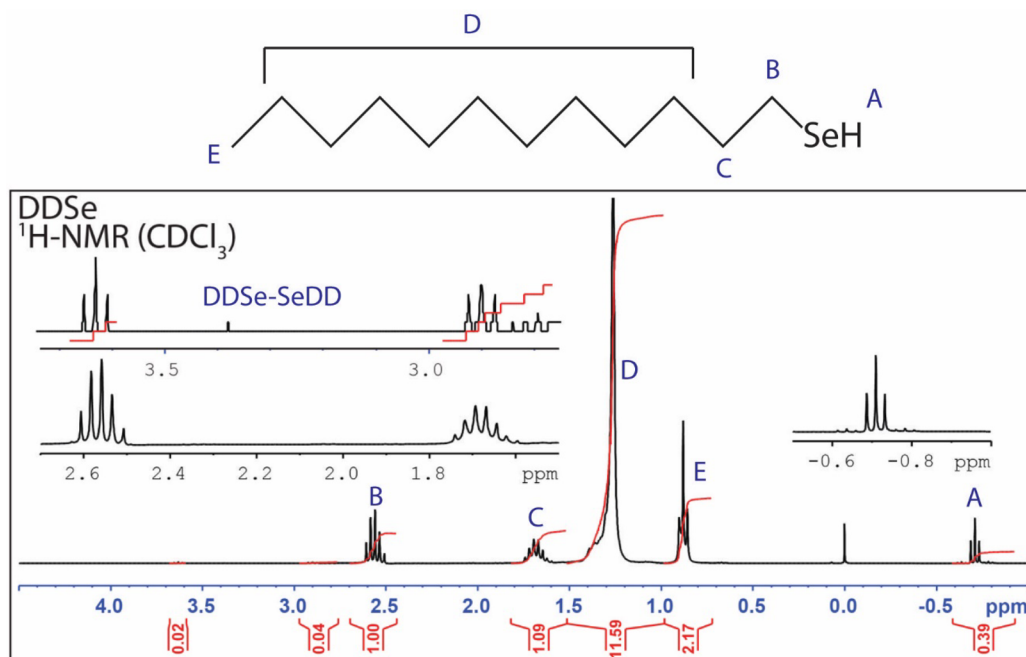 D
B
A
SeH
E
C
DDSe
¹H-NMR (CDCl₃)
DDSe-SeDD
3.5 3.0
D
2.6 2.4 2.2 2.0 1.8 ppm
-0.6 -0.8 ppm
B
C
E
A
4.0 3.5 3.0 2.5 2.0 1.5 1.0 0.5 0.0 -0.5 ppm
0.02 0.04 1.00 1.09 11.59 2.17 0.39